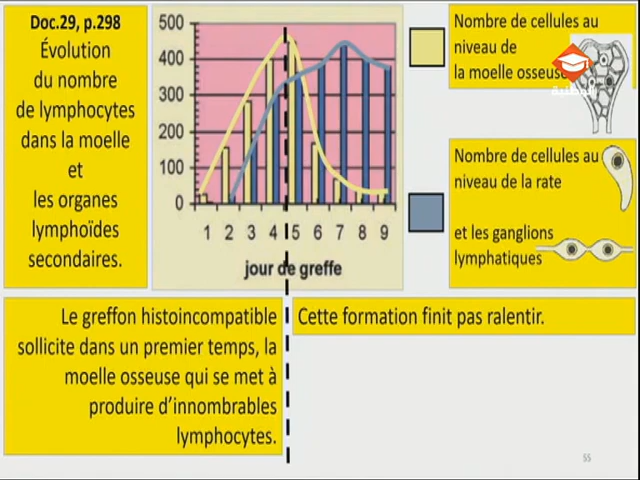 Doc.29, p.298
Évolution
du nombre
de lymphocytes
dans la moelle
et
les organes
lymphoïdes
secondaires.
500
400
300
200
100
0
1 2 3 4 5 6 7 8 9
jour de greffe
Nombre de cellules au
niveau de
la moelle osseuse
Nombre de cellules au
niveau de la rate
et les ganglions
lymphatiques
Le greffon histoincompatible
sollicite dans un premier temps, la
moelle osseuse qui se met à
produire d'innombrables
lymphocytes.
Cette formation finit pas ralentir.
55